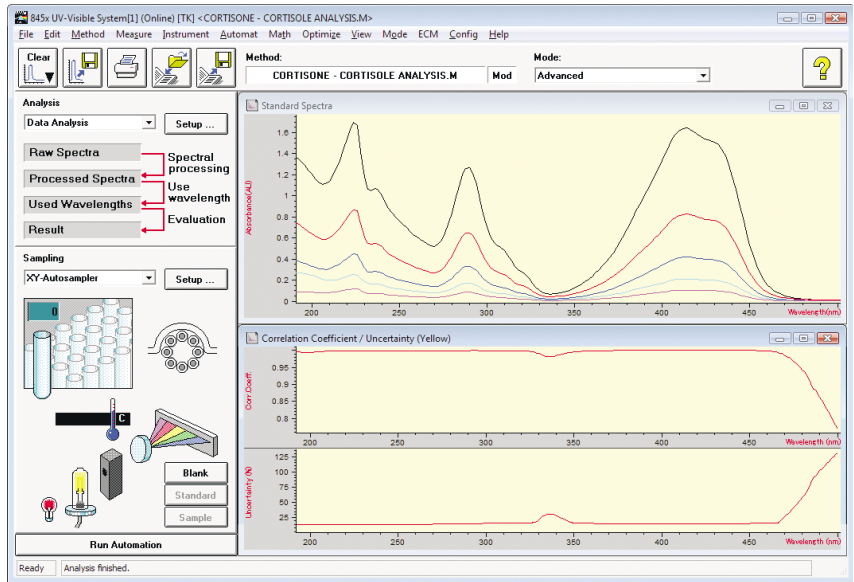 845x UV-Visible System[1] (Online) [TK] <CORTISONE - CORTISOLE ANALYSIS.M>
File Edit Method Measure Instrument Automat Math Optimize View Mode ECM Config Help
Clear
Method:
CORTISONE - CORTISOLE ANALYSIS.M Mod
Mode:
Advanced
Analysis
Data Analysis Setup ...
Raw Spectra
Spectral processing
Processed Spectra
Use wavelength
Used Wavelengths
Evaluation
Result
Sampling
XY-Autosampler Setup ...
0
C
Blank
Standard
Sample
Run Automation
Ready Analysis finished.
Standard Spectra
Absorbance(AU)
1.6
1.4
1.2
1
0.8
0.6
0.4
0.2
0
200 250 300 350 400 450 Wavelength(nm)
Correlation Coefficient / Uncertainty (Yellow)
Corr.Coeff.
0.95
0.9
0.85
0.8
200 250 300 350 400 450 Wavelength (nm)
Uncertainty (%)
125
100
75
50
25
200 250 300 350 400 450 Wavelength (nm)